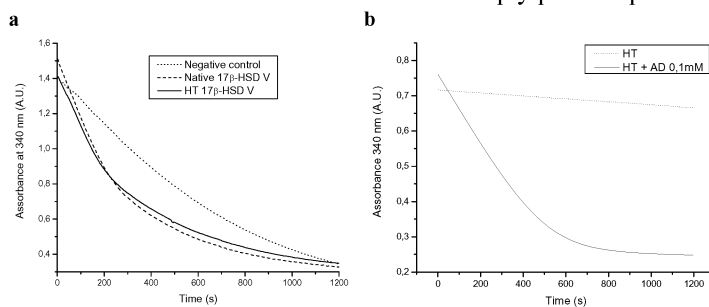 a
b
1,6
1,4
1,2
1,0
0,8
0,6
0,4
Absorbance at 340 nm (A.U.)
Negative control
Native 17β-HSD V
HT 17β-HSD V
0 200 400 600 800 1000 1200
Time (s)
0,8
0,7
0,6
0,5
0,4
0,3
0,2
Assorbance 340 nm (A.U.)
HT
HT + AD 0,1mM
0 200 400 600 800 1000 1200
Time (s)